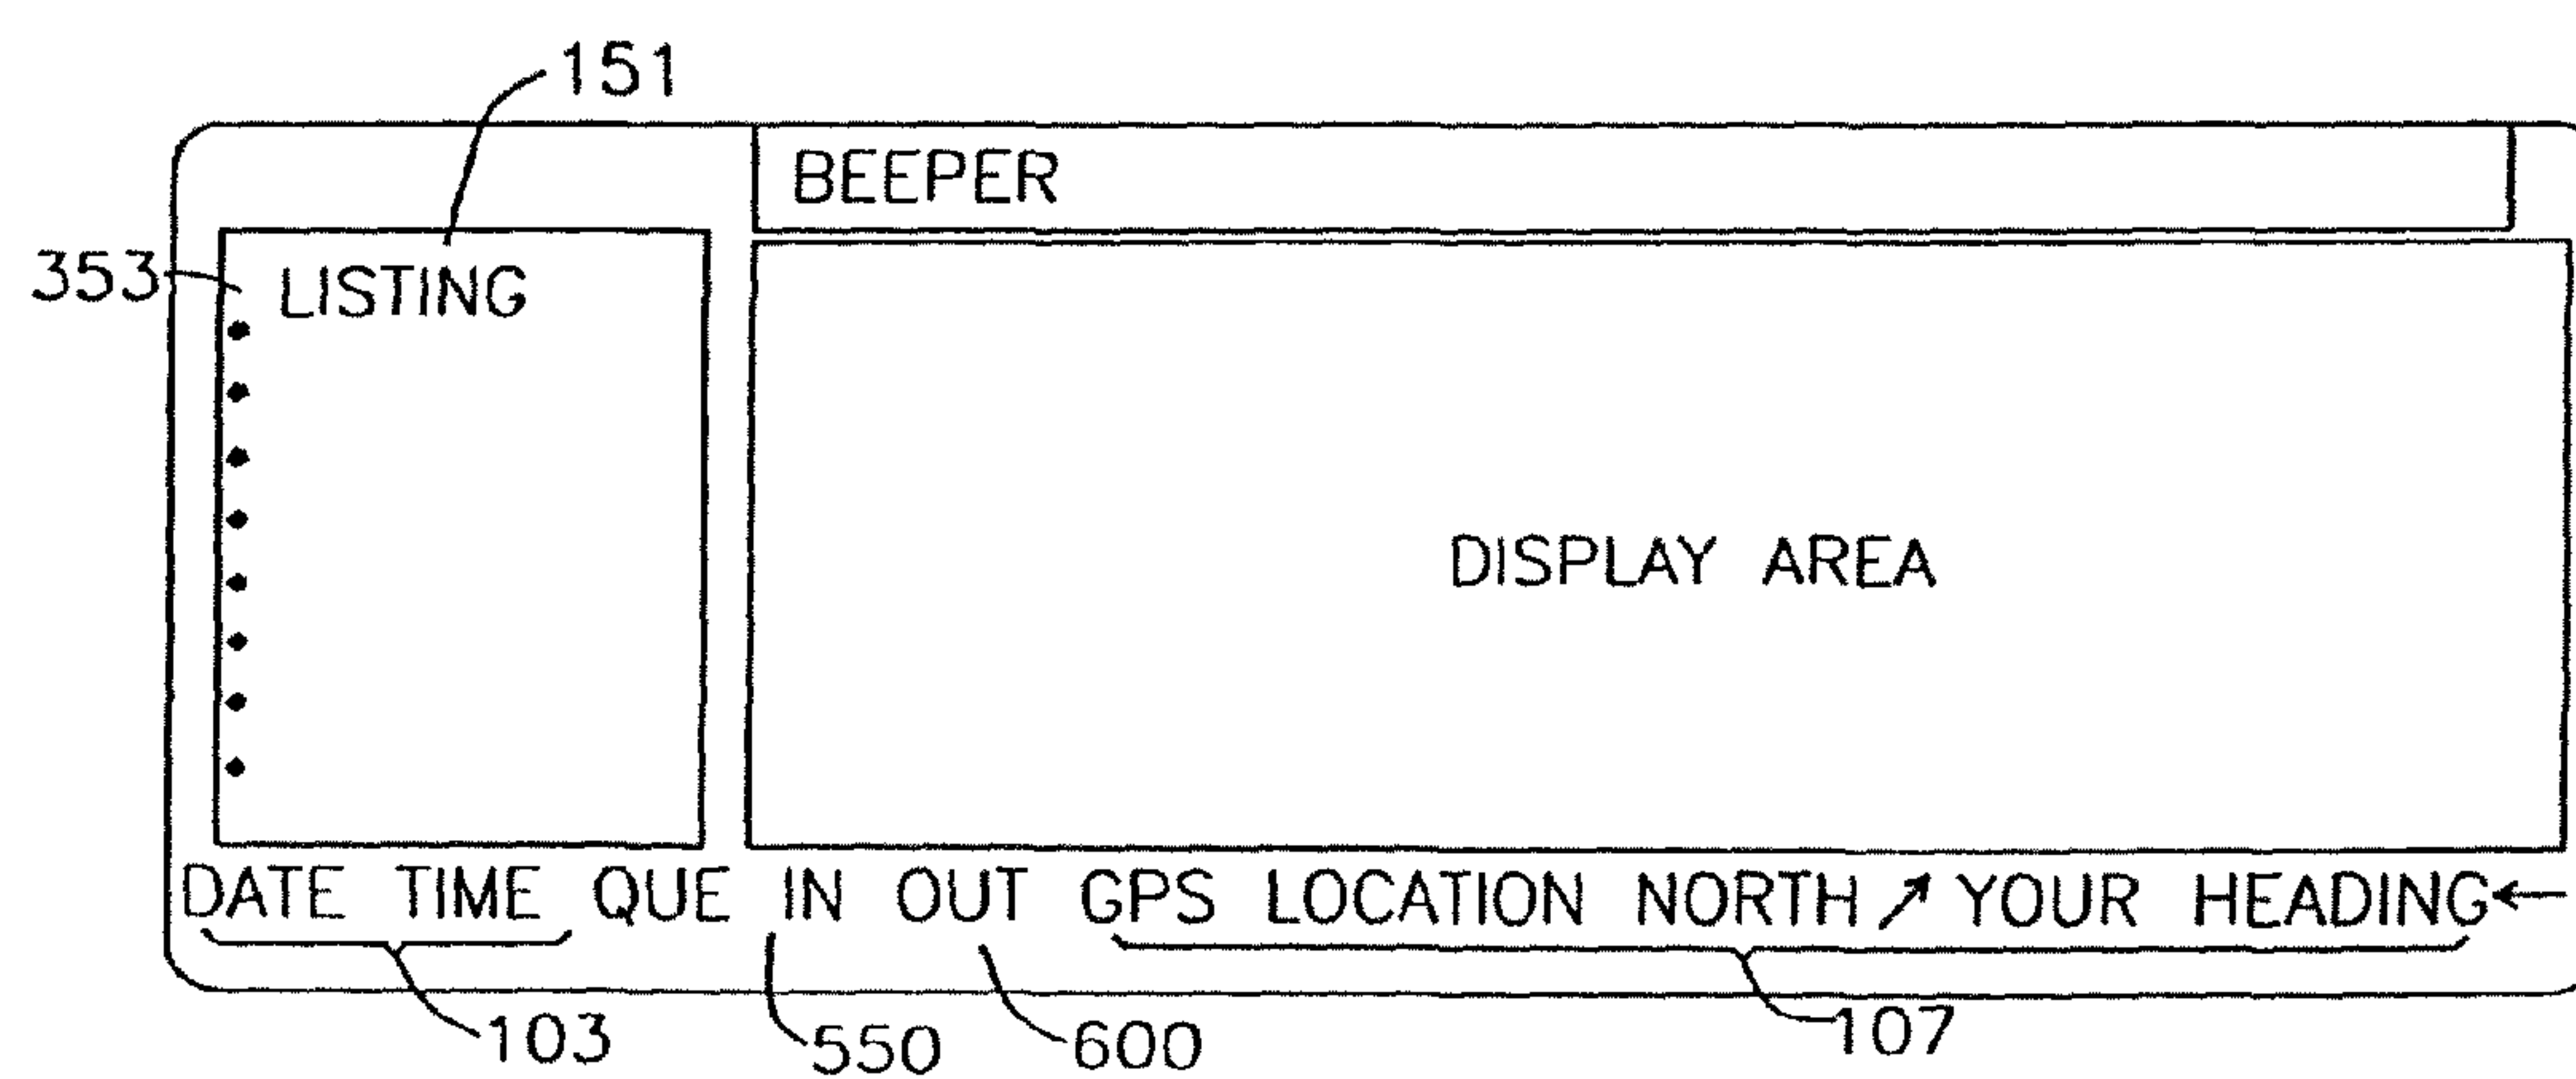 151
BEEPER
353 LISTING
DISPLAY AREA
DATE TIME QUE IN OUT GPS LOCATION NORTH ↗ YOUR HEADING ←
103 550 600 107